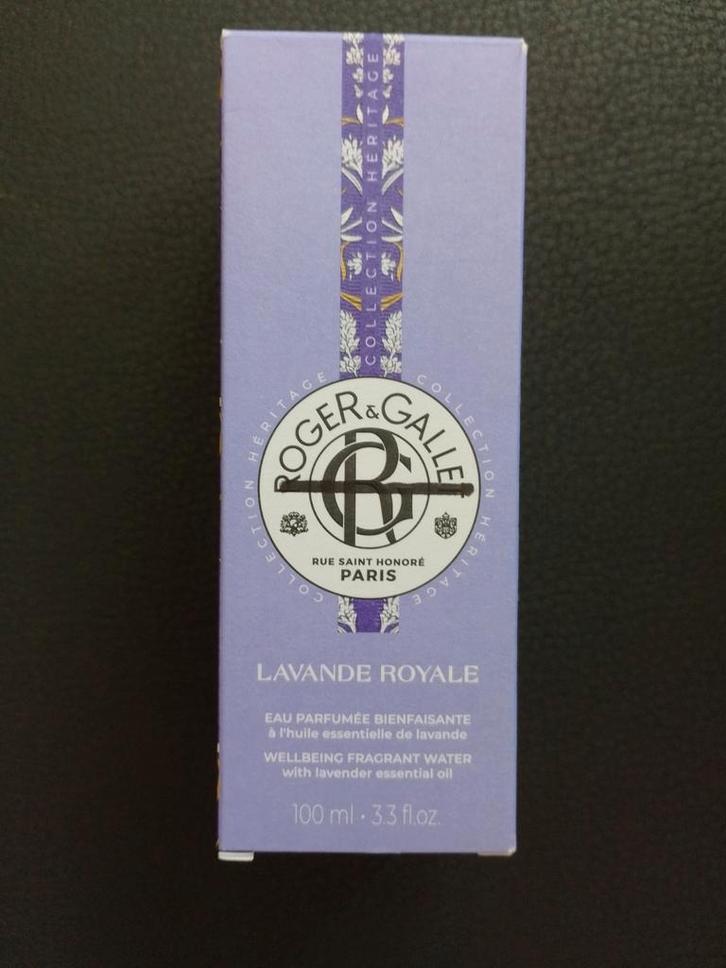 COLLECTION HÉRITAGE
COLLECTION HÉRITAGE
COLLECTION HÉRITAGE
ROGER & GALLET
RG
RUE SAINT HONORÉ
PARIS
LAVANDE ROYALE
EAU PARFUMÉE BIENFAISANTE
à l'huile essentielle de lavande
WELLBEING FRAGRANT WATER
with lavender essential oil
100 ml • 3.3 fl.oz.